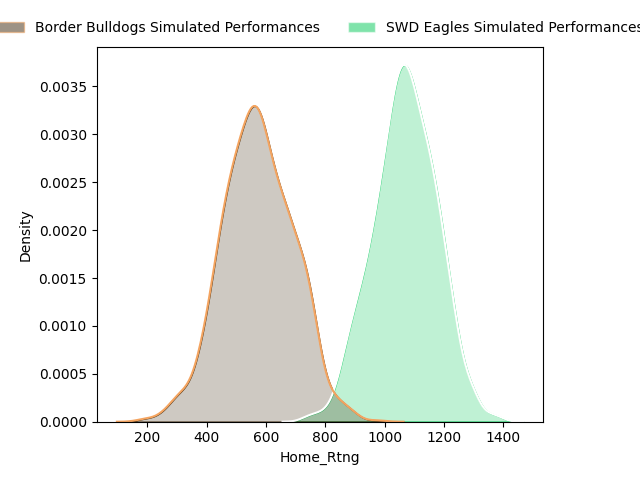 Border Bulldogs Simulated Performances SWD Eagles Simulated Performances
0.0035
0.0030
0.0025
0.0020
0.0015
0.0010
0.0005
0.0000
Density
200 400 600 800 1000 1200 1400
Home_Rtng